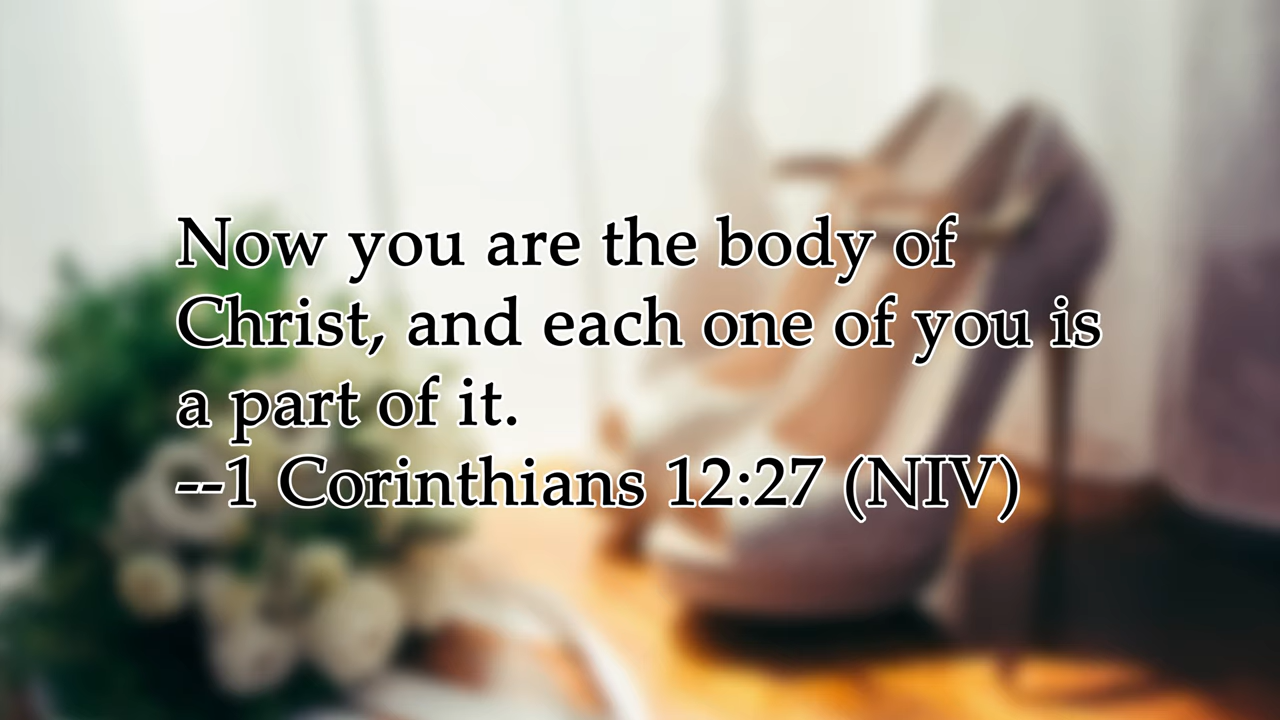 Now you are the body of
Christ, and each one of you is
a part of it.
--1 Corinthians 12:27 (NIV)